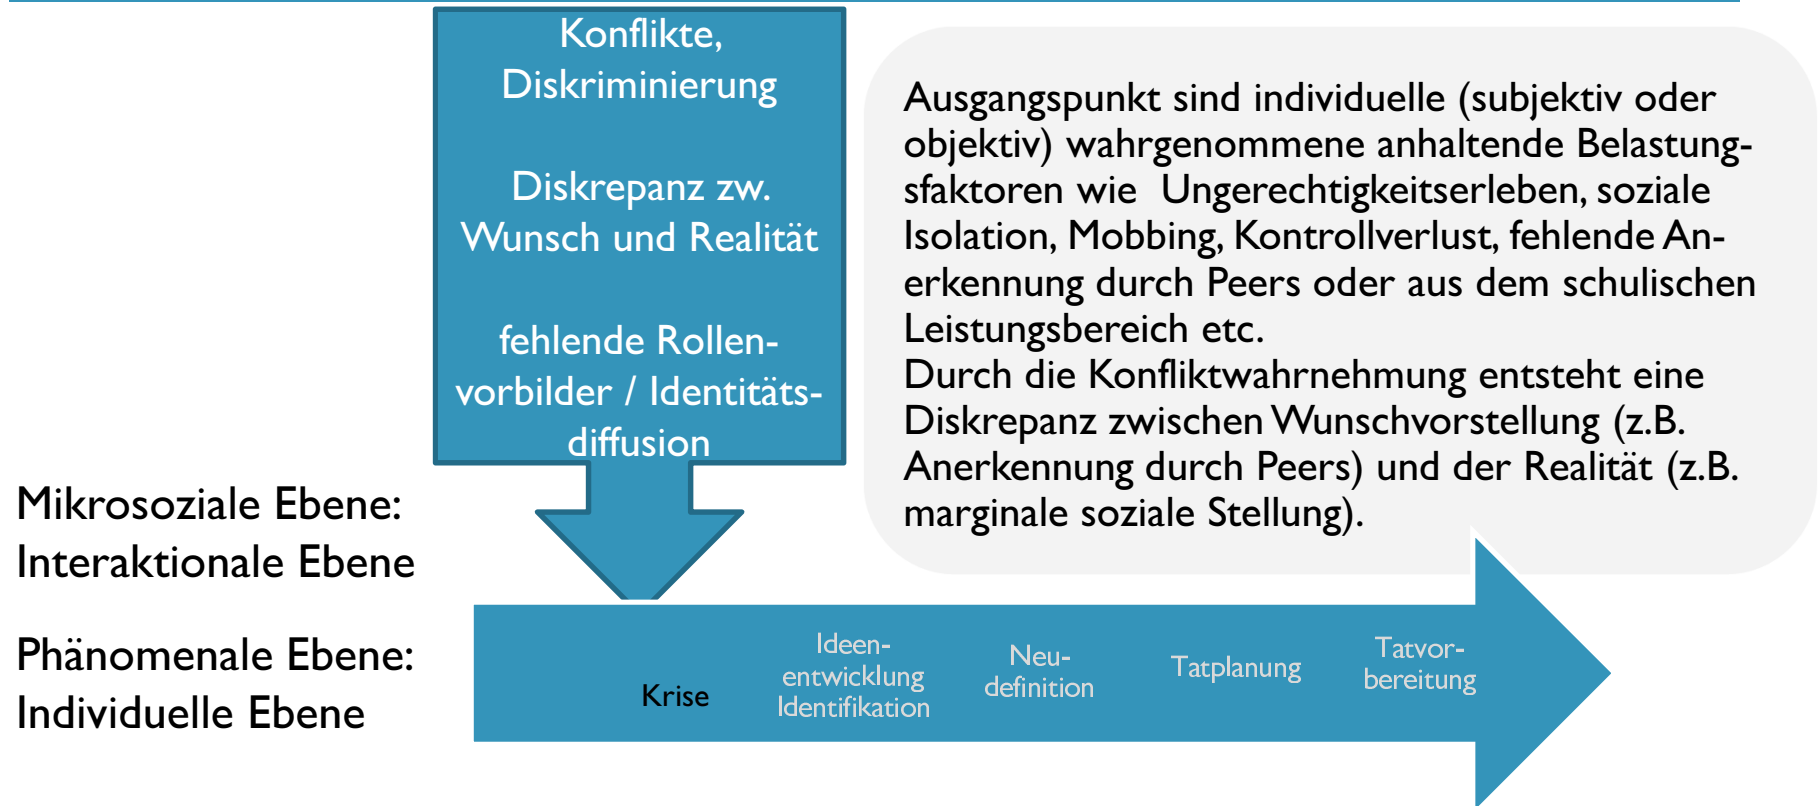 Konflikte,
Diskriminierung
Diskrepanz zw.
Wunsch und Realität
fehlende Rollen-
vorbilder / Identitäts-
diffusion
Ausgangspunkt sind individuelle (subjektiv oder
objektiv) wahrgenommene anhaltende Belastung-
sfaktoren wie  Ungerechtigkeitserleben, soziale
Isolation, Mobbing, Kontrollverlust, fehlende An-
erkennung durch Peers oder aus dem schulischen
Leistungsbereich etc.
Durch die Konfliktwahrnehmung entsteht eine
Diskrepanz zwischen Wunschvorstellung (z.B.
Anerkennung durch Peers) und der Realität (z.B.
marginale soziale Stellung).
Mikrosoziale Ebene:
Interaktionale Ebene
Phänomenale Ebene:
Individuelle Ebene
Krise
Ideen-
entwicklung
Identifikation
Neu-
definition
Tatplanung
Tatvor-
bereitung